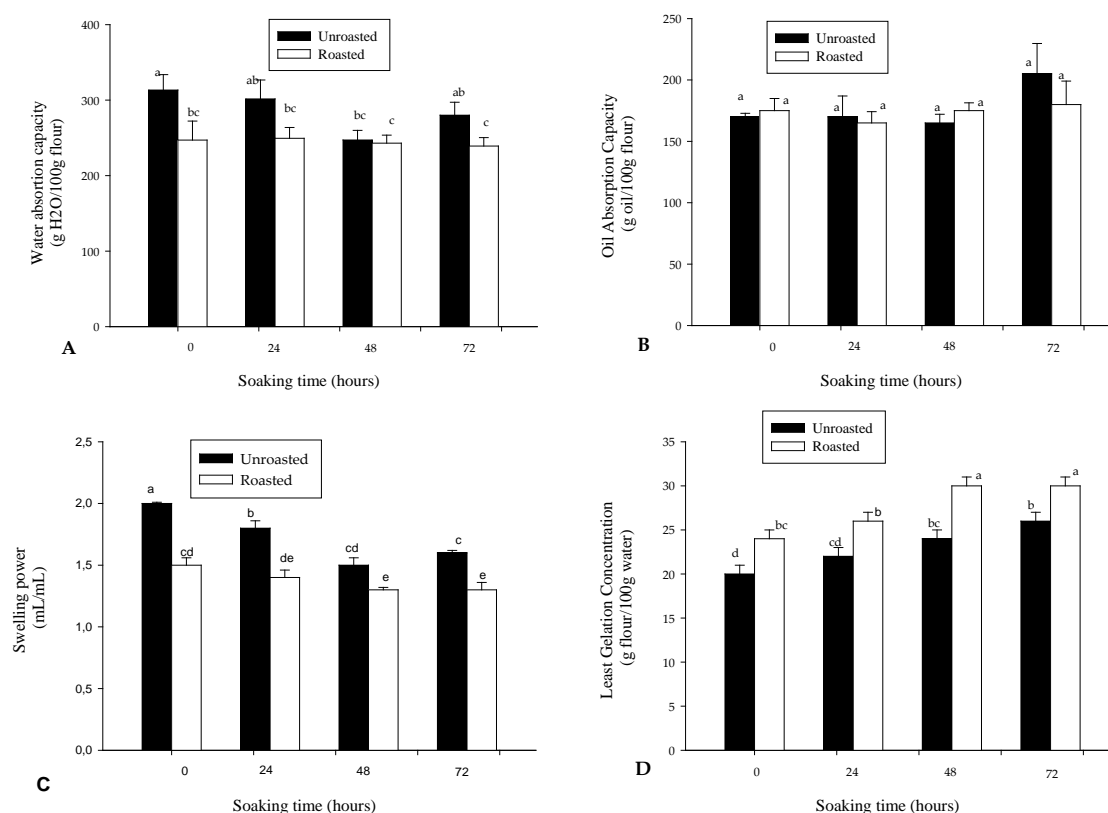 Unroasted
Roasted
Water absortion capacity
(g H2O/100g flour)
400
300
200
100
0
a
bc
ab
bc
bc
c
ab
c
0
24
48
72
A
Soaking time (hours)
Unroasted
Roasted
Oil Absorption Capacity
(g oil/100g flour)
250
200
150
100
50
0
a
a
a
a
a
a
a
a
0
24
48
72
B
Soaking time (hours)
Unroasted
Roasted
Swelling power
(mL/mL)
2,5
2,0
1,5
1,0
0,5
0,0
a
cd
b
de
cd
e
c
e
0
24
48
72
C
Soaking time (hours)
Unroasted
Roasted
Least Gelation Concentration
(g flour/100g water)
35
30
25
20
15
10
5
0
d
bc
cd
b
bc
a
b
a
0
24
48
72
D
Soaking time (hours)